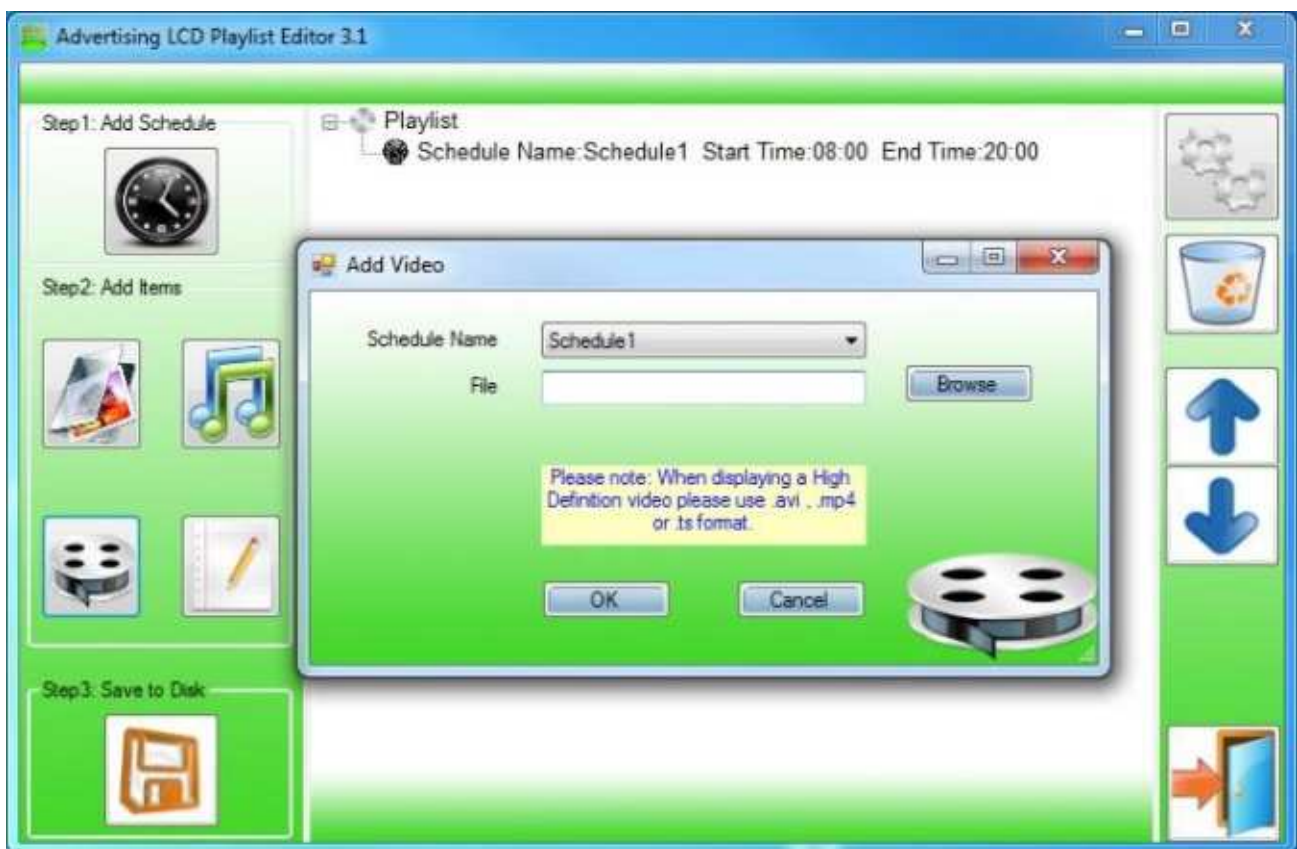 Advertising LCD Playlist Editor 3.1
Step1: Add Schedule
Playlist
Schedule Name:Schedule1 Start Time:08:00 End Time:20:00
Step2: Add Items
Add Video
Schedule Name
Schedule1
File
Browse
Please note: When displaying a High
Definition video please use .avi , .mp4
or .ts format.
OK
Cancel
Step3: Save to Disk